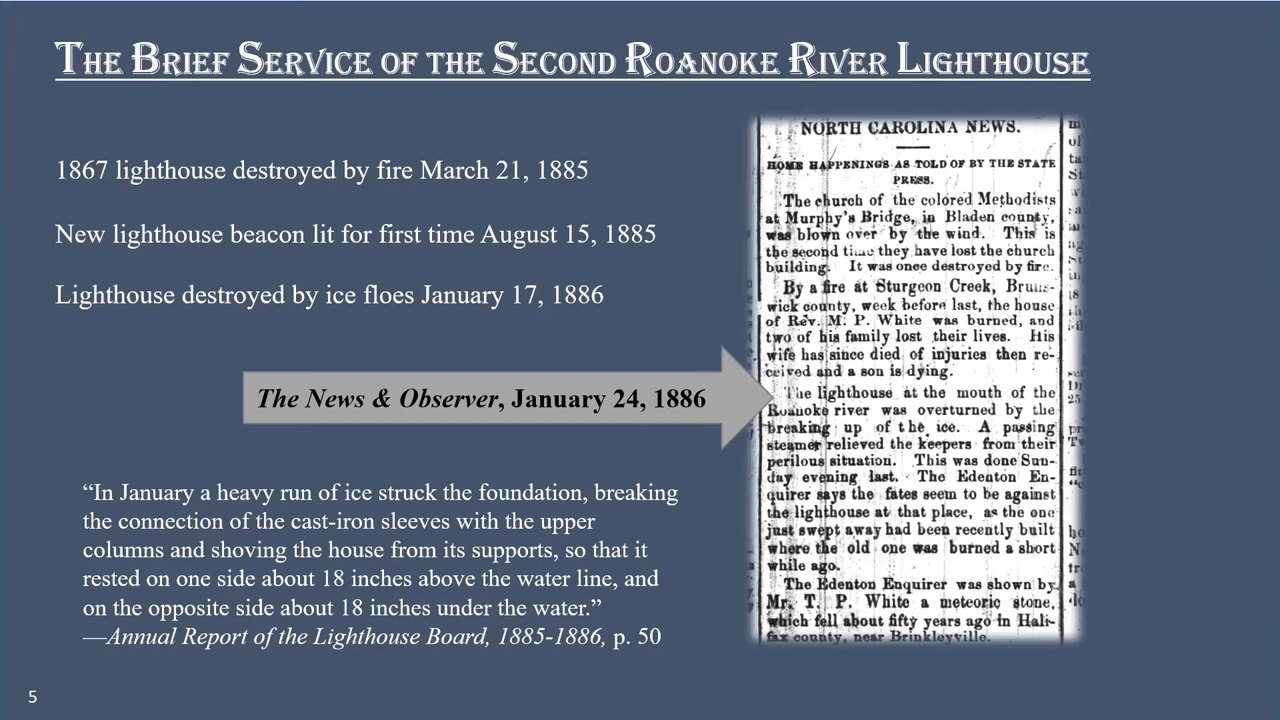 THE BRIEF SERVICE OF THE SECOND ROANOKE RIVER LIGHTHOUSE
1867 lighthouse destroyed by fire March 21, 1885
New lighthouse beacon lit for first time August 15, 1885
Lighthouse destroyed by ice floes January 17, 1886
The News & Observer, January 24, 1886
“In January a heavy run of ice struck the foundation, breaking
the connection of the cast-iron sleeves with the upper
columns and shoving the house from its supports, so that it
rested on one side about 18 inches above the water line, and
on the opposite side about 18 inches under the water.”
—Annual Report of the Lighthouse Board, 1885-1886, p. 50
NORTH CAROLINA NEWS.
HOME HAPPENINGS AS TOLD OF BY THE STATE
PRESS.
The church of the colored Methodists
at Murphy's Bridge, in Bladen county,
was blown over by the wind. This is
the second time they have lost the church
building. It was once destroyed by fire.
By a fire at Sturgeon Creek, Bruns-
wick county, week before last, the house
of Rev. M. P. White was burned, and
two of his family lost their lives. His
wife has since died of injuries then re-
ceived and a son is dying.
The lighthouse at the mouth of the
Roanoke river was overturned by the
breaking up of the ice. A passing
steamer relieved the keepers from their
perilous situation. This was done Sun-
day evening last. The Edenton En-
quirer says the fates seem to be against
the lighthouse at that place, as the one
just swept away had been recently built
where the old one was burned a short
while ago.
The Edenton Enquirer was shown by
Mr. T. P. White a meteoric stone,
which fell about fifty years ago in Hali-
fax county, near Brinkleyville.
5